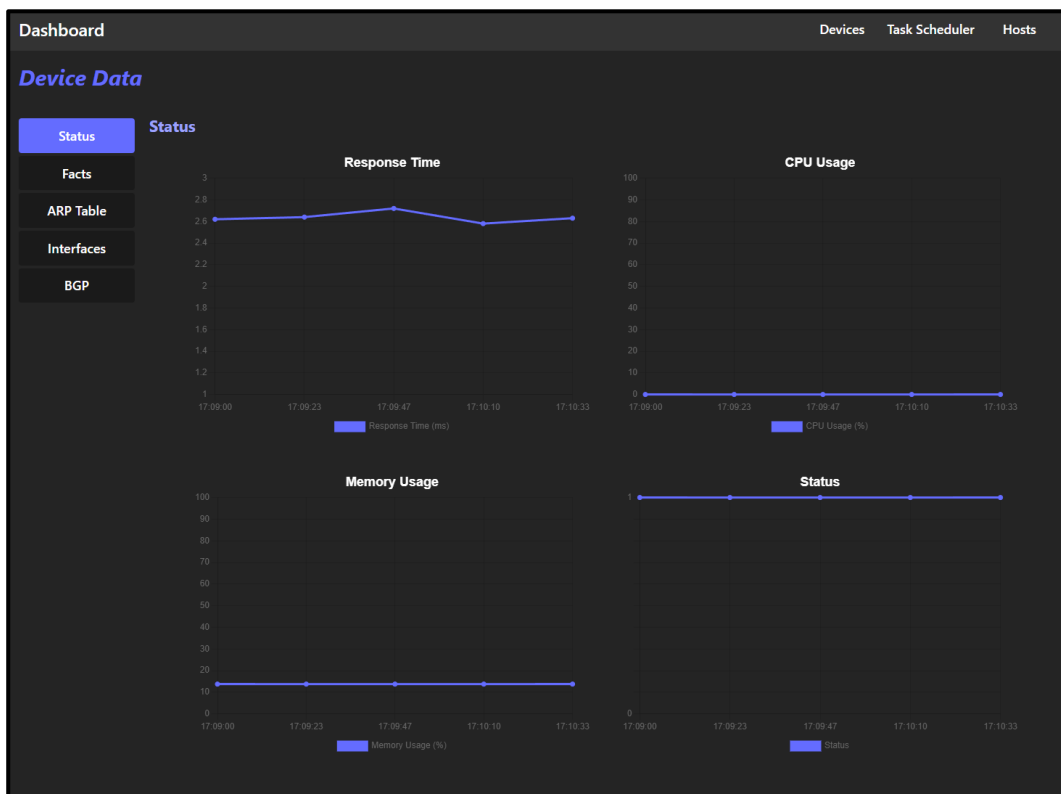 Dashboard Devices Task Scheduler Hosts
Device Data
Status
Facts
ARP Table
Interfaces
BGP
Status
Response Time
3
2.8
2.6
2.4
2.2
2
1.8
1.6
1.4
1.2
1
17:09:00 17:09:23 17:09:47 17:10:10 17:10:33
Response Time (ms)
CPU Usage
100
90
80
70
60
50
40
30
20
10
0
17:09:00 17:09:23 17:09:47 17:10:10 17:10:33
CPU Usage (%)
Memory Usage
100
90
80
70
60
50
40
30
20
10
0
17:09:00 17:09:23 17:09:47 17:10:10 17:10:33
Memory Usage (%)
Status
1
0
17:09:00 17:09:23 17:09:47 17:10:10 17:10:33
Status